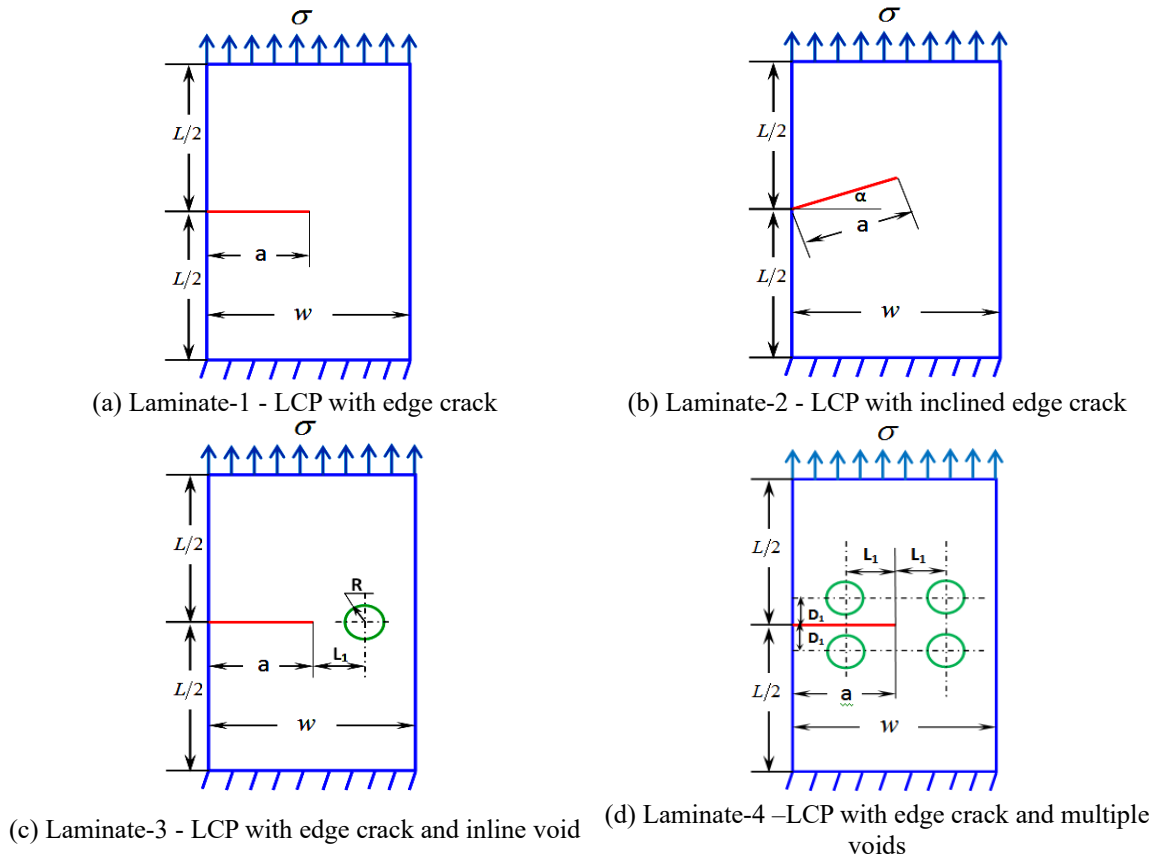 σ
L/2
L/2
a
w
(a) Laminate-1 - LCP with edge crack
σ
L/2
L/2
α
a
w
(b) Laminate-2 - LCP with inclined edge crack
σ
L/2
L/2
R
L₁
a
w
(c) Laminate-3 - LCP with edge crack and inline void
σ
L/2
L/2
L₁ L₁
D₁
D₁
a
w
(d) Laminate-4 –LCP with edge crack and multiple
voids